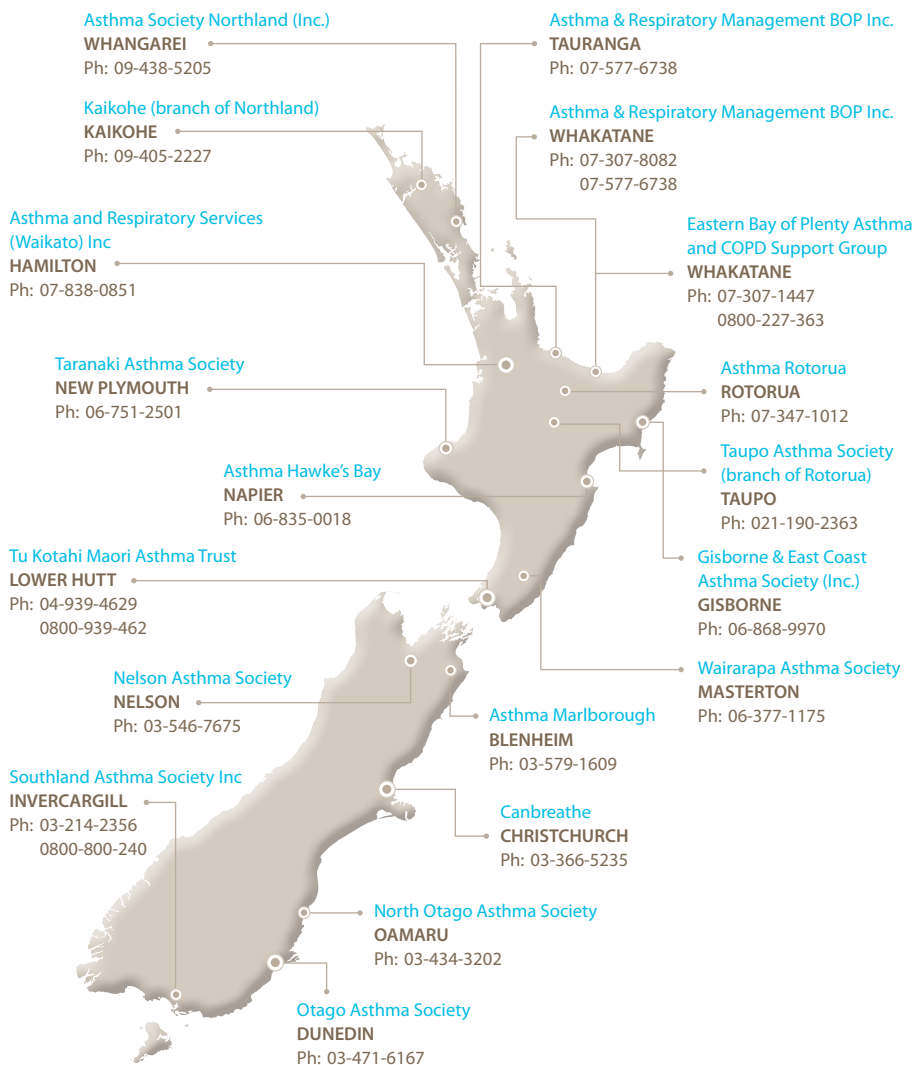 Asthma Society Northland (Inc.)
WHANGAREI
Ph: 09-438-5205
Kaikohe (branch of Northland)
KAIKOHE
Ph: 09-405-2227
Asthma and Respiratory Services
(Waikato) Inc
HAMILTON
Ph: 07-838-0851
Taranaki Asthma Society
NEW PLYMOUTH
Ph: 06-751-2501
Asthma Hawke's Bay
NAPIER
Ph: 06-835-0018
Tu Kotahi Maori Asthma Trust
LOWER HUTT
Ph: 04-939-4629
0800-939-462
Nelson Asthma Society
NELSON
Ph: 03-546-7675
Southland Asthma Society Inc
INVERCARGILL
Ph: 03-214-2356
0800-800-240
Asthma & Respiratory Management BOP Inc.
TAURANGA
Ph: 07-577-6738
Asthma & Respiratory Management BOP Inc.
WHAKATANE
Ph: 07-307-8082
07-577-6738
Eastern Bay of Plenty Asthma
and COPD Support Group
WHAKATANE
Ph: 07-307-1447
0800-227-363
Asthma Rotorua
ROTORUA
Ph: 07-347-1012
Taupo Asthma Society
(branch of Rotorua)
TAUPO
Ph: 021-190-2363
Gisborne & East Coast
Asthma Society (Inc.)
GISBORNE
Ph: 06-868-9970
Wairarapa Asthma Society
MASTERTON
Ph: 06-377-1175
Asthma Marlborough
BLENHEIM
Ph: 03-579-1609
Canbreathe
CHRISTCHURCH
Ph: 03-366-5235
North Otago Asthma Society
OAMARU
Ph: 03-434-3202
Otago Asthma Society
DUNEDIN
Ph: 03-471-6167